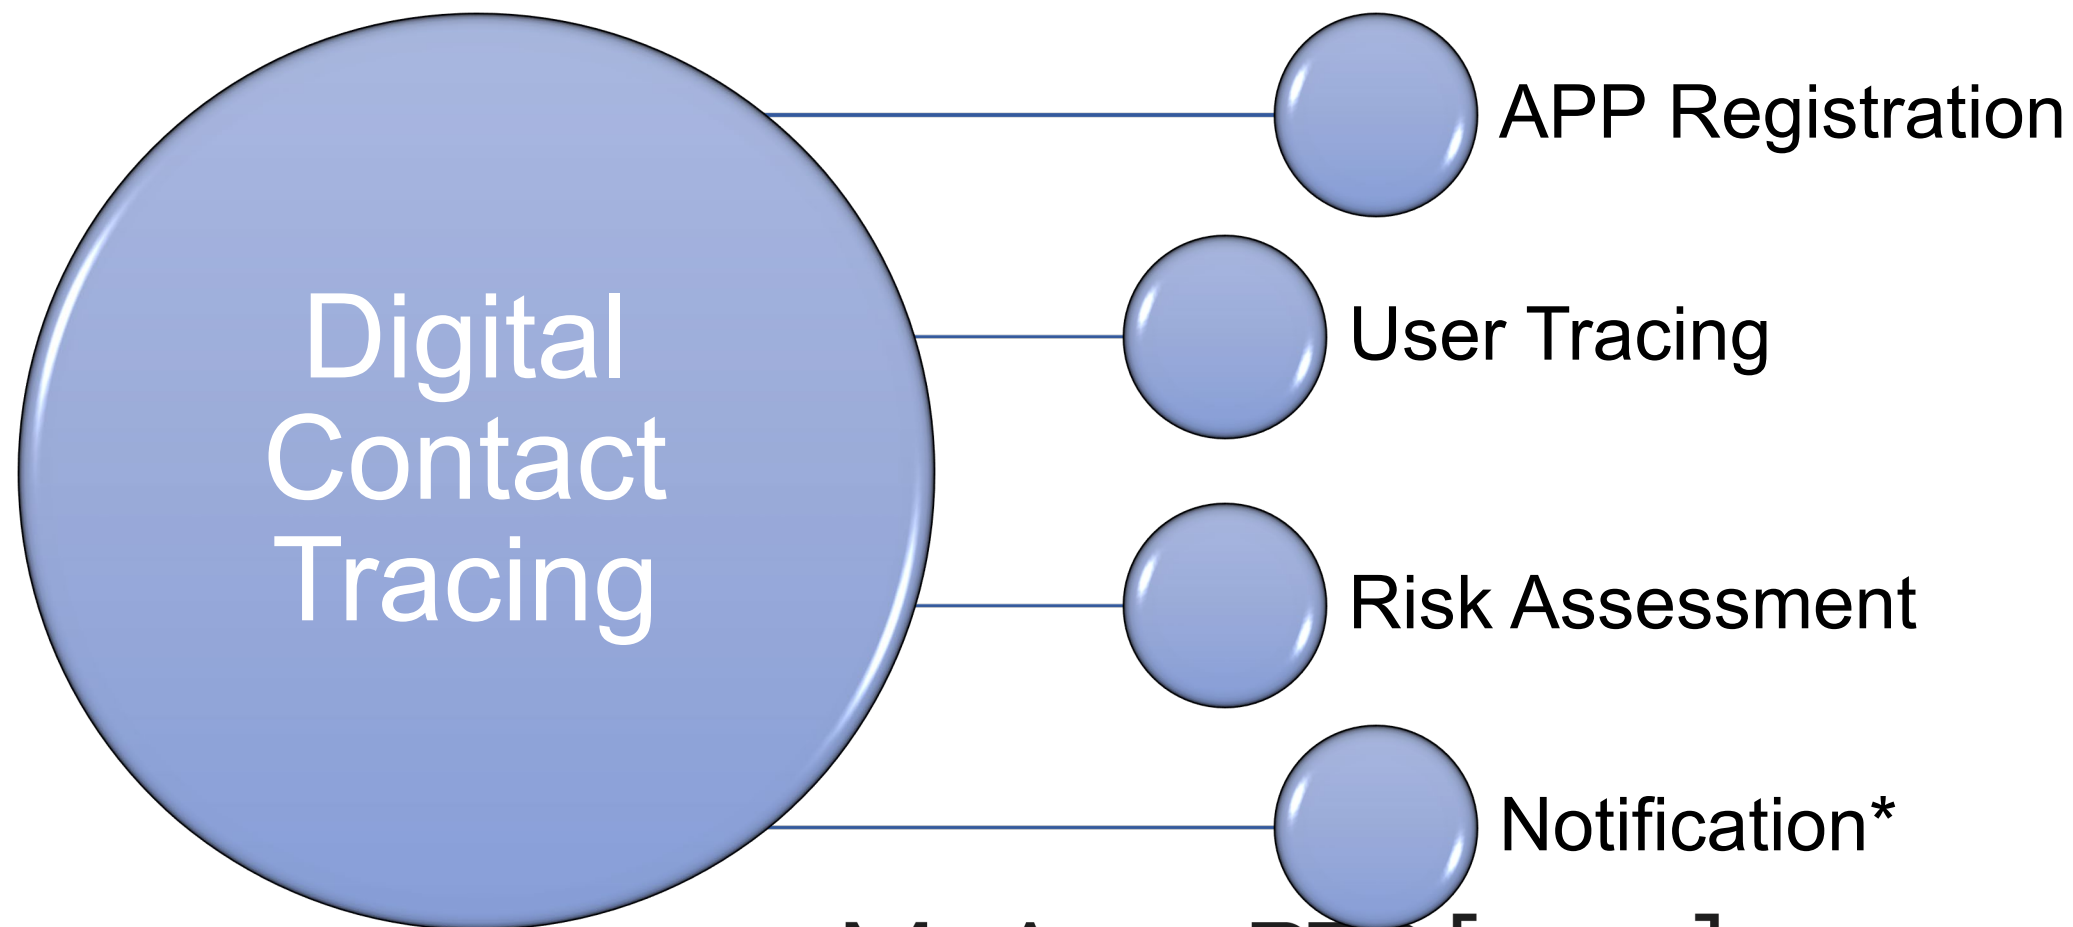 Digital
Contact
Tracing
APP Registration
User Tracing
Risk Assessment
Notification*